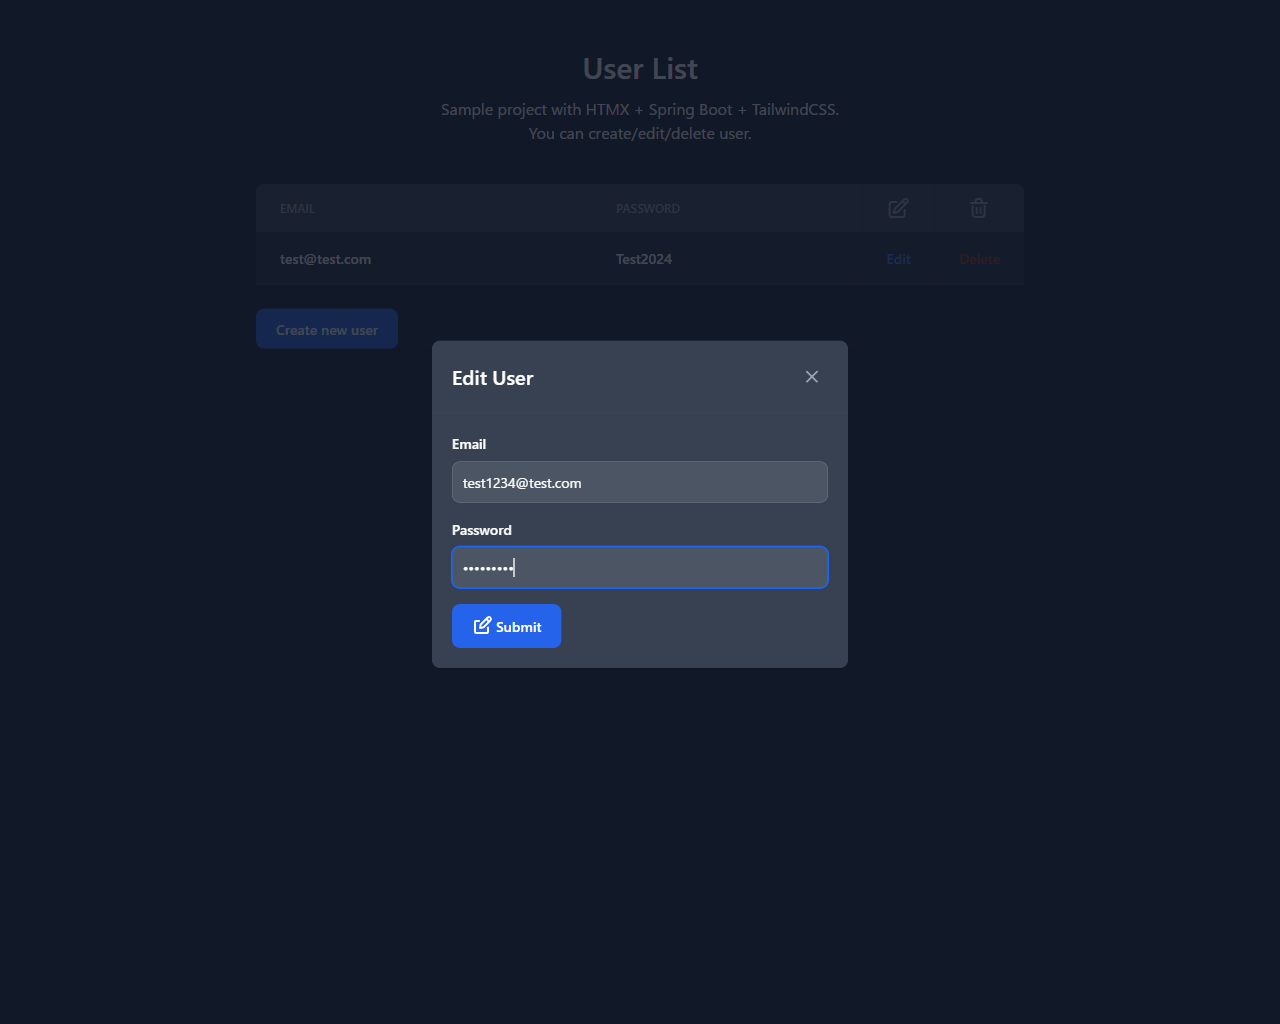 User List
Sample project with HTMX + Spring Boot + TailwindCSS.
You can create/edit/delete user.
EMAIL PASSWORD
test@test.com Test2024 Edit Delete
Create new user
Edit User
Email
test1234@test.com
Password
•••••••••
Submit